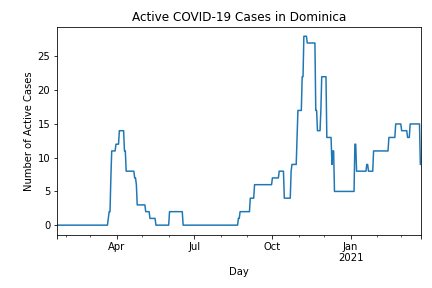 Active COVID-19 Cases in Dominica
Number of Active Cases
25
20
15
10
5
0
Apr
Jul
Oct
Jan
2021
Day